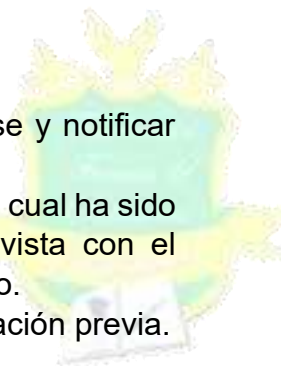 se y notificar
cual ha sido
vista con el
o.
ación previa.